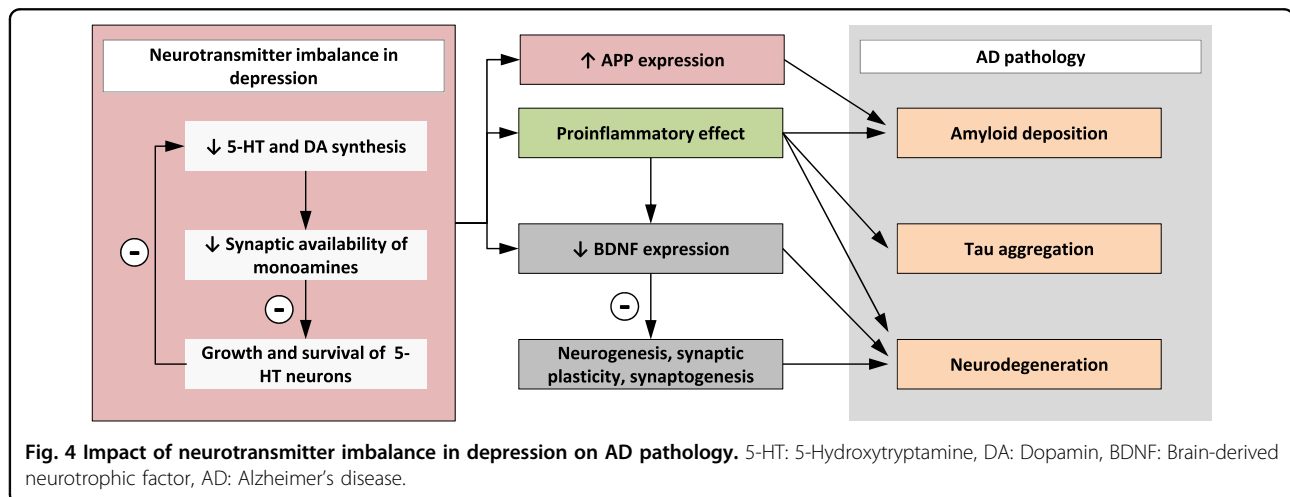 Neurotransmitter imbalance in
depression
↓ 5-HT and DA synthesis
↓ Synaptic availability of
monoamines
Growth and survival of 5-
HT neurons
-
-
↑ APP expression
Proinflammatory effect
↓ BDNF expression
-
Neurogenesis, synaptic
plasticity, synaptogenesis
AD pathology
Amyloid deposition
Tau aggregation
Neurodegeneration
Fig. 4 Impact of neurotransmitter imbalance in depression on AD pathology. 5-HT: 5-Hydroxytryptamine, DA: Dopamin, BDNF: Brain-derived
neurotrophic factor, AD: Alzheimer's disease.